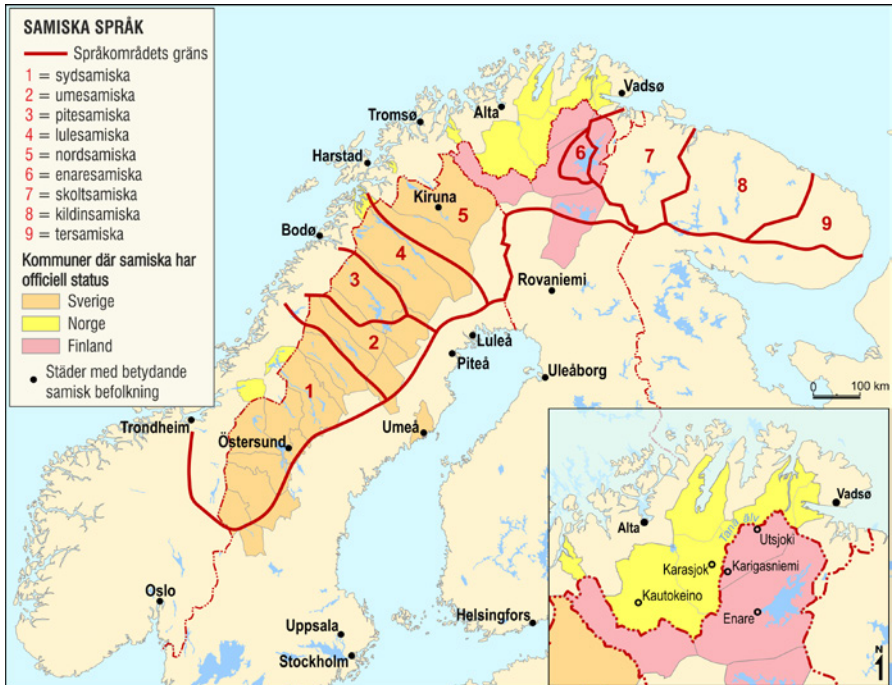 SAMISKA SPRÅK
Språkområdets gräns
1 = sydsamiska
2 = umesamiska
3 = pitesamiska
4 = lulesamiska
5 = nordsamiska
6 = enaresamiska
7 = skoltsamiska
8 = kildinsamiska
9 = tersamiska
Kommuner där samiska har
officiell status
Sverige
Norge
Finland
Städer med betydande
samisk befolkning
Vadsø
Alta
Tromsø
Harstad
6
7
8
9
Kiruna
5
Bodø
4
3
Rovaniemi
2
Luleå
Piteå
Uleåborg
1
0 100 km
Trondheim
Östersund
Umeå
Oslo
Uppsala
Stockholm
Helsingfors
Vadsø
Alta
Tana älv
Utsjoki
Karasjok
Karigasniemi
Kautokeino
Enare
N